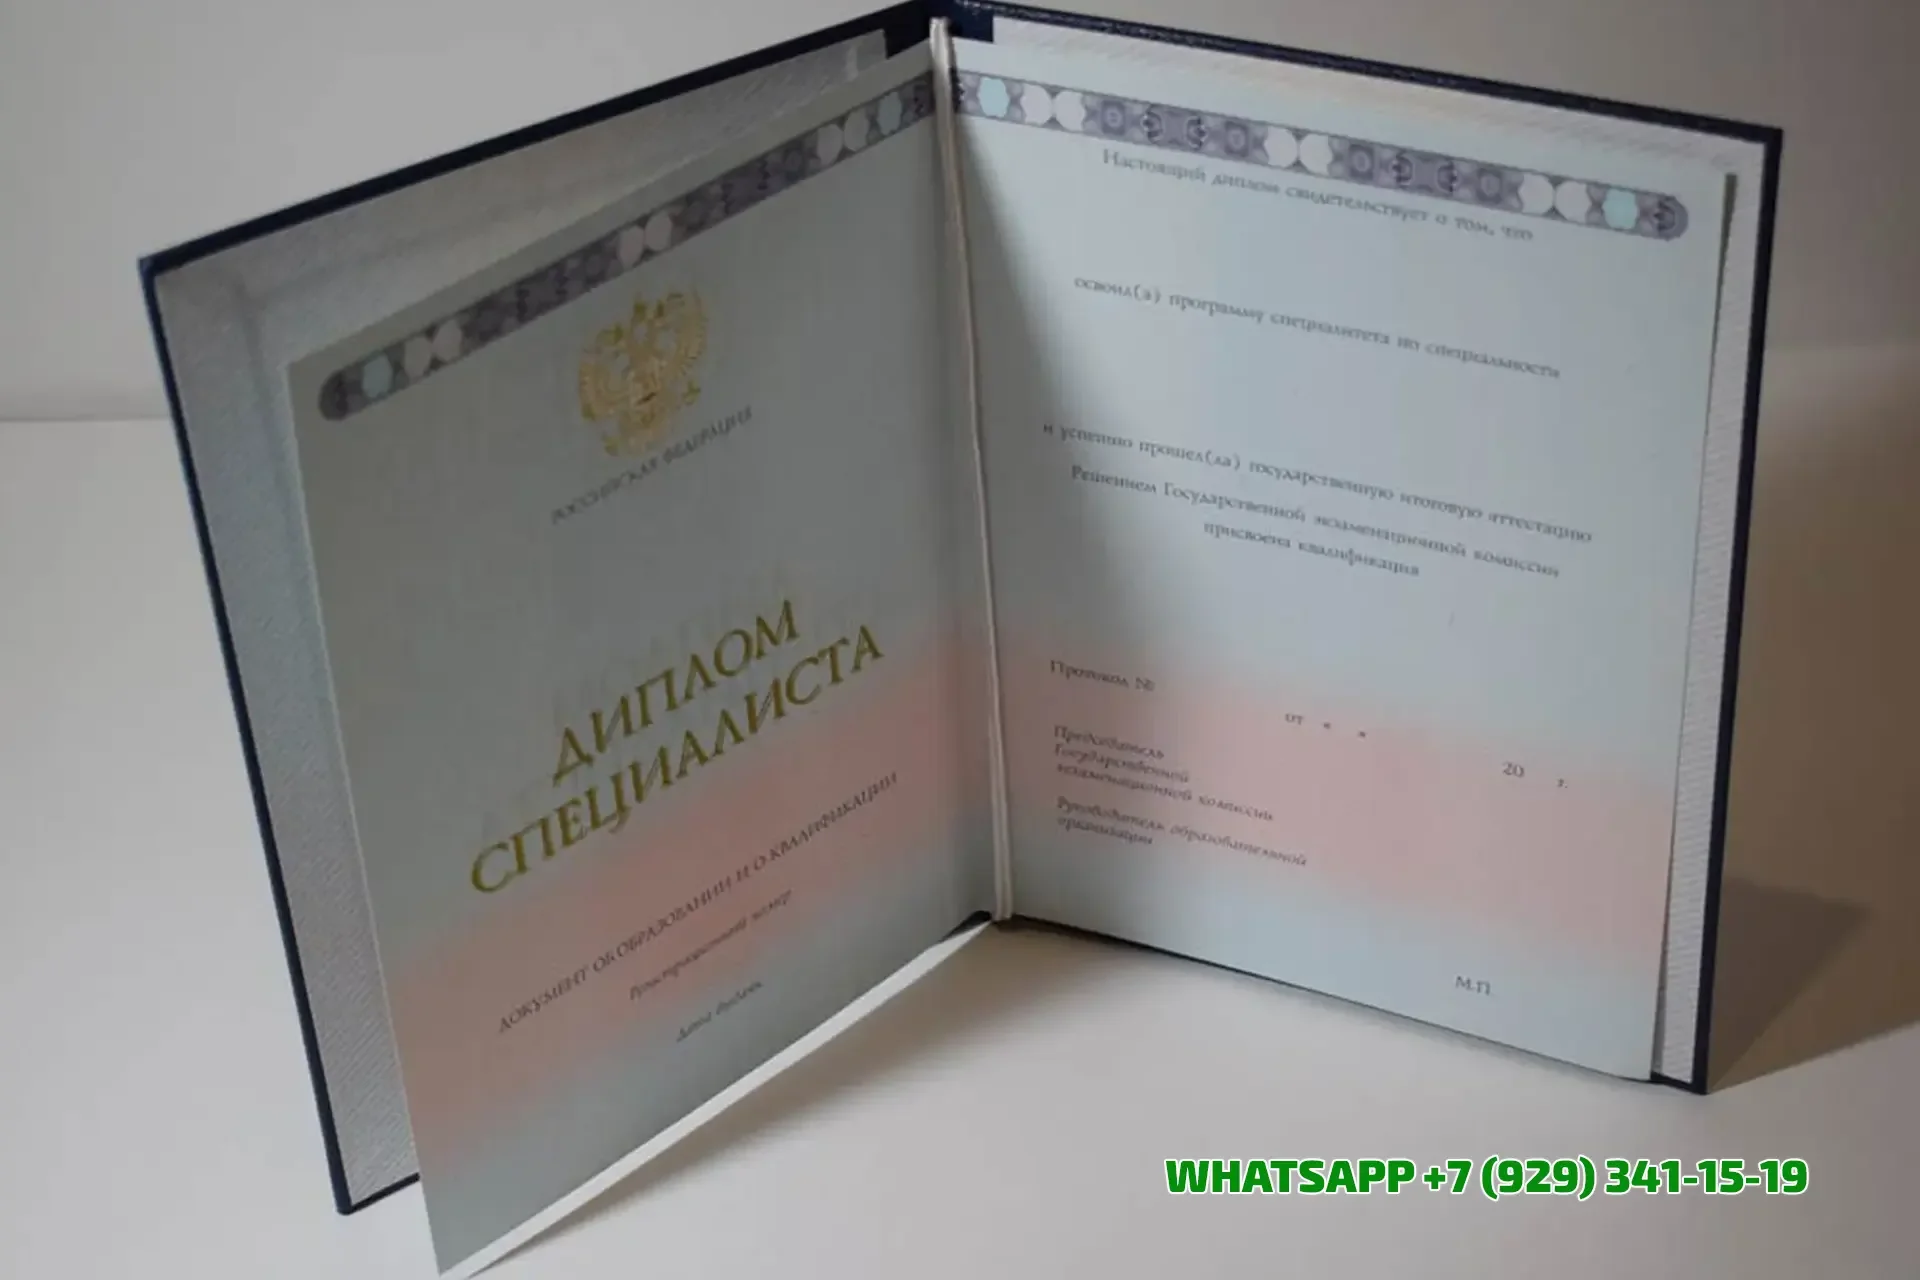 РОССИЙСКАЯ ФЕДЕРАЦИЯ
ДИПЛОМ
СПЕЦИАЛИСТА
ДОКУМЕНТ ОБ ОБРАЗОВАНИИ И О КВАЛИФИКАЦИИ
Регистрационный номер
Дата выдачи
Настоящий диплом свидетельствует о том, что
освоил(а) программу специалитета по специальности
и успешно прошел(ла) государственную итоговую аттестацию
Решением Государственной экзаменационной комиссии
присвоена квалификация
Протокол №
от « »
20 г.
Председатель
Государственной
экзаменационной комиссии
Руководитель образовательной
организации
М.П.
WHATSAPP +7 (929) 341-15-19